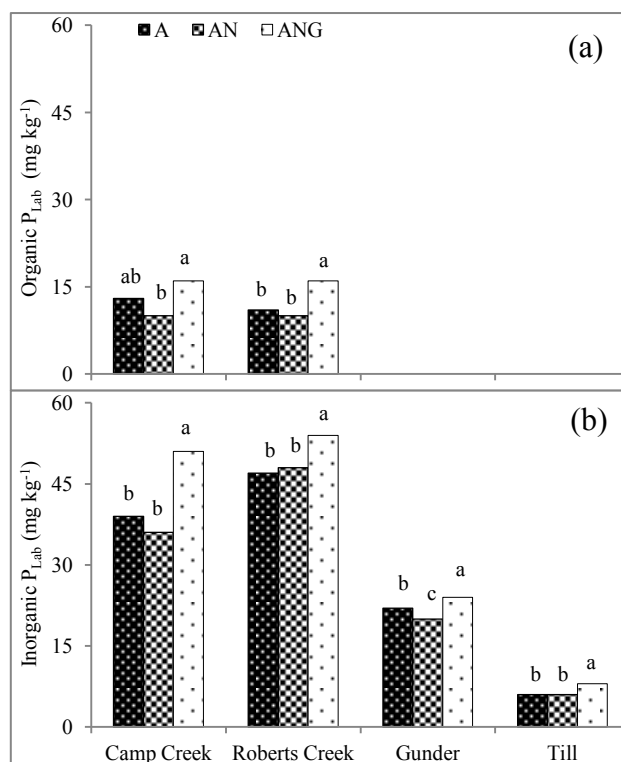 A AN ANG
(a)
Organic P_Lab (mg kg⁻¹)
60
45
30
15
0
ab b a b b a
(b)
Inorganic P_Lab (mg kg⁻¹)
60
45
30
15
0
b b a b b a b c a b b a
Camp Creek Roberts Creek Gunder Till